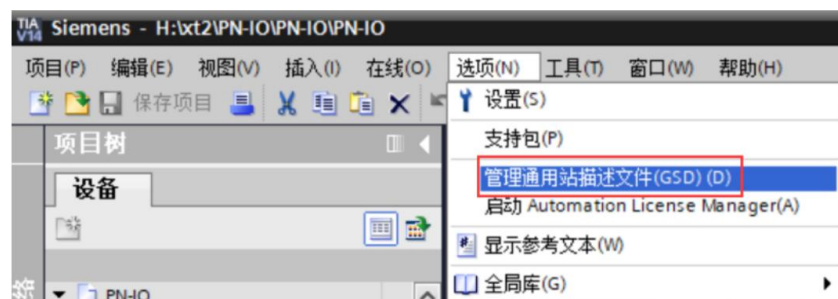 TIA V14 Siemens - H:\xt2\PN-IO\PN-IO\PN-IO
项目(P) 编辑(E) 视图(V) 插入(I) 在线(O) 选项(N) 工具(T) 窗口(W) 帮助(H)
保存项目
设置(S)
支持包(P)
管理通用站描述文件(GSD) (D)
启动 Automation License Manager(A)
显示参考文本(W)
全局库(G)
项目树
设备
PN-IO